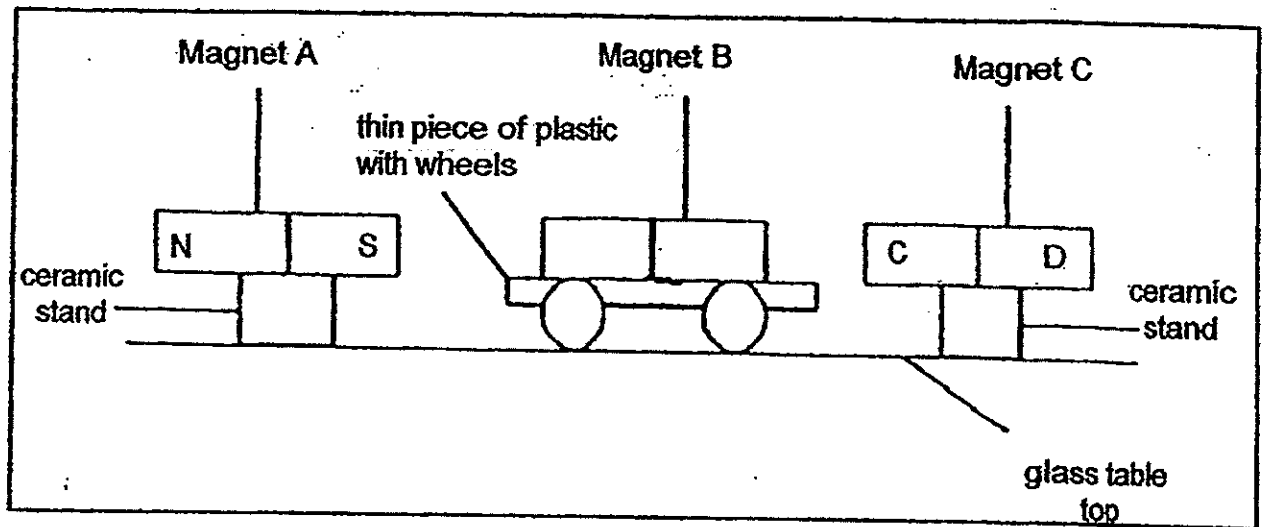 Magnet A
Magnet B
Magnet C
thin piece of plastic
with wheels
N
S
C
D
ceramic
stand
ceramic
stand
glass table
top